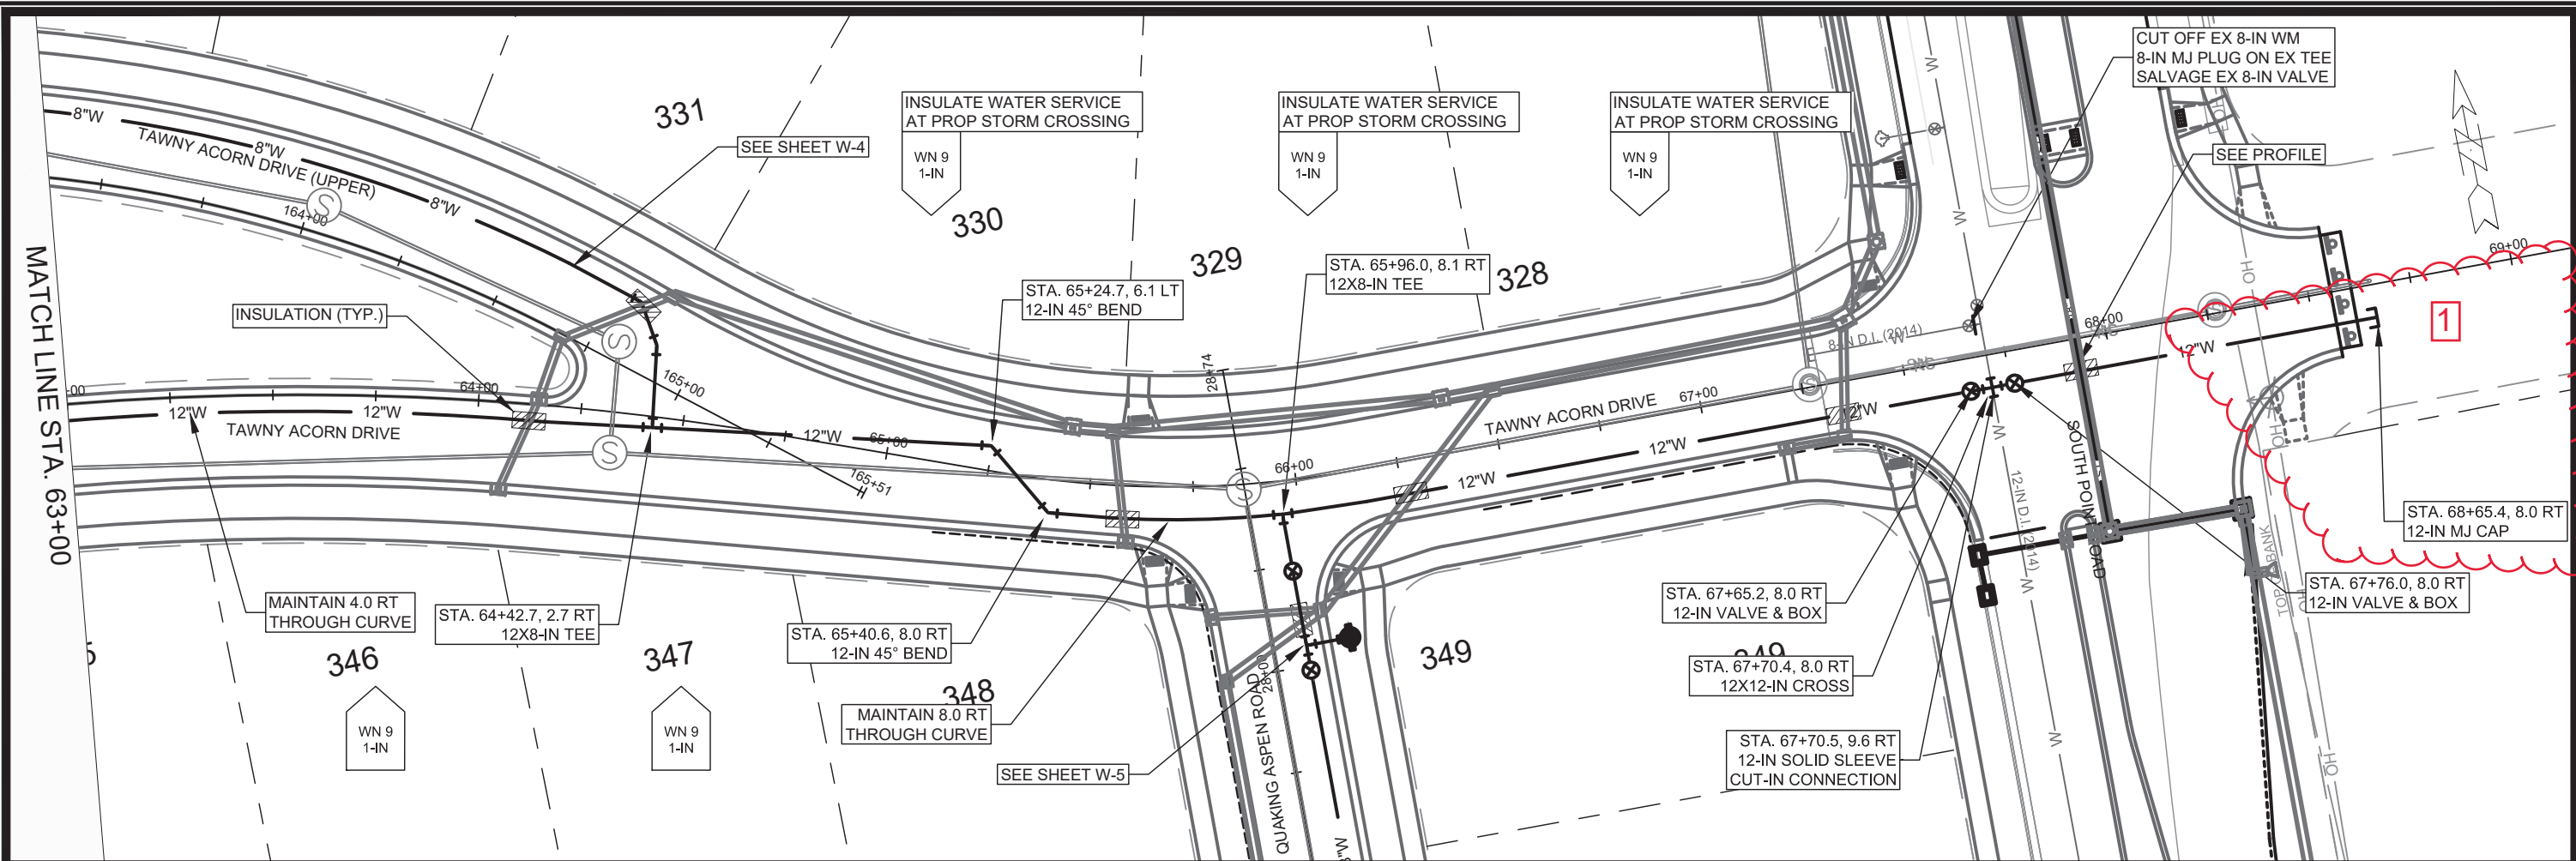 CUT OFF EX 8-IN WM
8-IN MJ PLUG ON EX TEE
SALVAGE EX 8-IN VALVE
INSULATE WATER SERVICE
AT PROP STORM CROSSING
WN 9
1-IN
INSULATE WATER SERVICE
AT PROP STORM CROSSING
WN 9
1-IN
INSULATE WATER SERVICE
AT PROP STORM CROSSING
WN 9
1-IN
331
330
329
328
SEE SHEET W-4
SEE PROFILE
8"W
8"W
8"W
TAWNY ACORN DRIVE (UPPER)
164+00
MATCH LINE STA. 63+00
INSULATION (TYP.)
STA. 65+24.7, 6.1 LT
12-IN 45° BEND
STA. 65+96.0, 8.1 RT
12X8-IN TEE
28+74
8-IN D.I. (2014)
W
W
W
69+00
68+00
1
OH
OH
12"W
12"W
12"W
TAWNY ACORN DRIVE
64+00
165+00
12"W
65+00
165+51
66+00
TAWNY ACORN DRIVE
67+00
12"W
12"W
12"W
MAINTAIN 4.0 RT
THROUGH CURVE
STA. 64+42.7, 2.7 RT
12X8-IN TEE
STA. 65+40.6, 8.0 RT
12-IN 45° BEND
MAINTAIN 8.0 RT
THROUGH CURVE
SEE SHEET W-5
QUAKING ASPEN ROAD
28+00
346
347
348
349
349
WN 9
1-IN
WN 9
1-IN
STA. 67+65.2, 8.0 RT
12-IN VALVE & BOX
STA. 67+70.4, 8.0 RT
12X12-IN CROSS
STA. 67+70.5, 9.6 RT
12-IN SOLID SLEEVE
CUT-IN CONNECTION
12-IN D.I. (2014)
W
W
W
OH
OH
OH
STA. 68+65.4, 8.0 RT
12-IN MJ CAP
STA. 67+76.0, 8.0 RT
12-IN VALVE & BOX